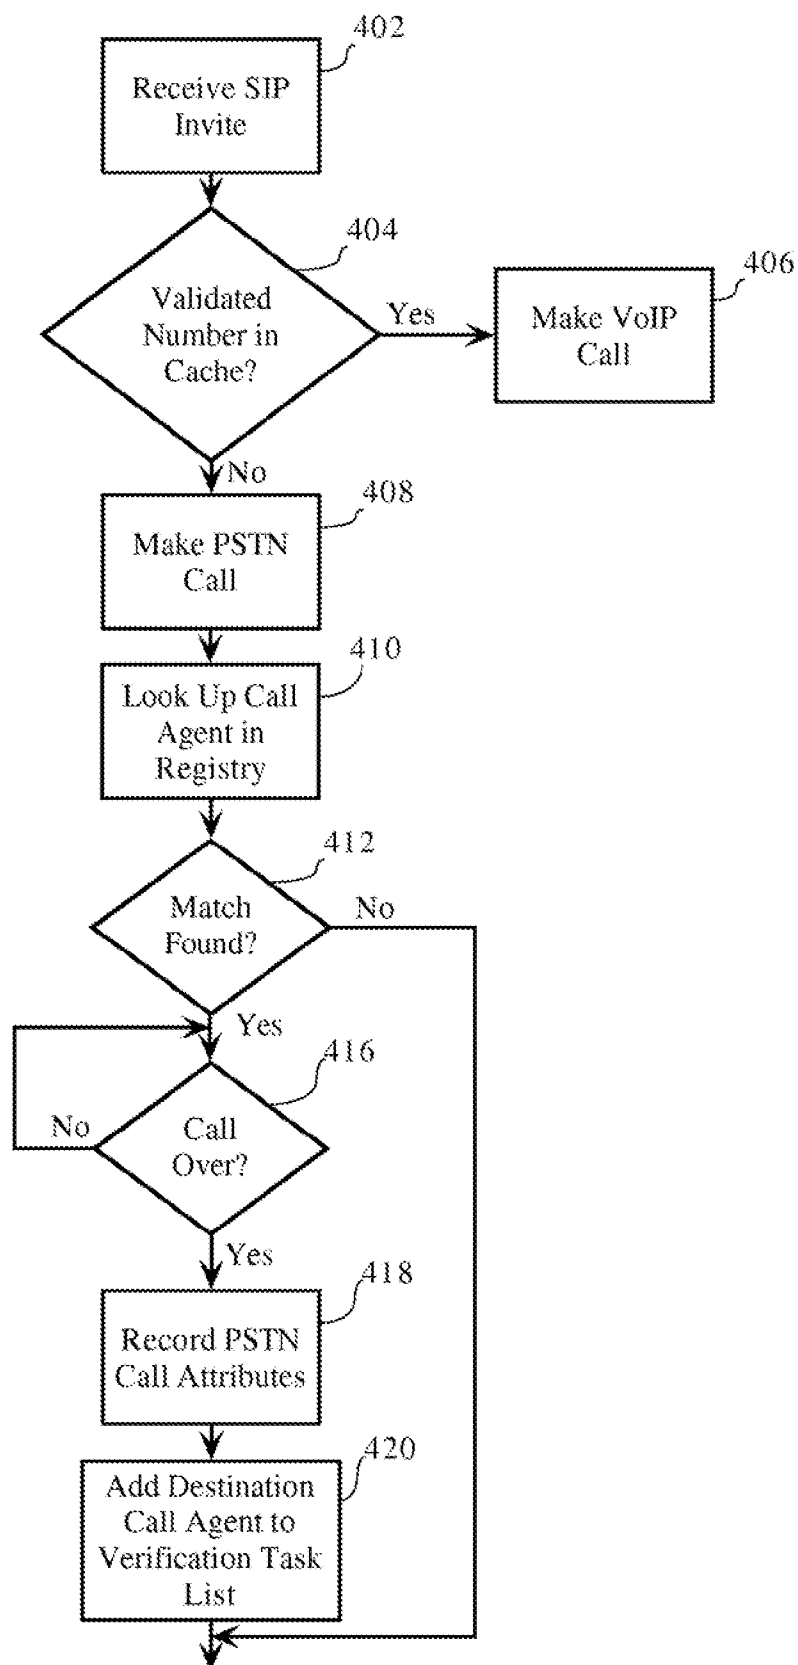 402
Receive SIP
Invite
404
Validated
Number in
Cache?
Yes
406
Make VoIP
Call
No
408
Make PSTN
Call
410
Look Up Call
Agent in
Registry
412
Match
Found?
No
Yes
416
Call
Over?
No
Yes
418
Record PSTN
Call Attributes
420
Add Destination
Call Agent to
Verification Task
List